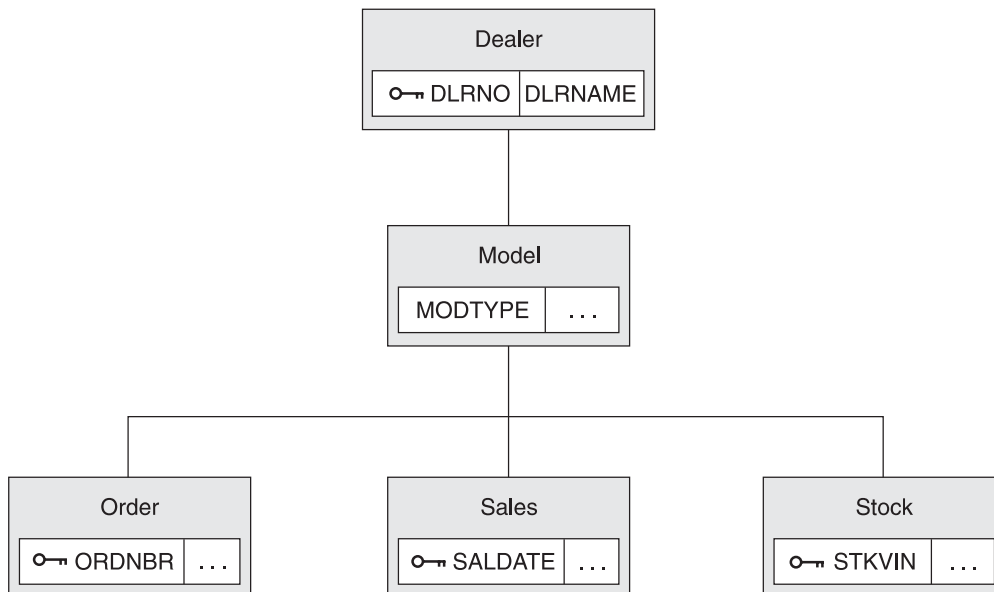 Dealer
DLRNO DLRNAME
Model
MODTYPE ...
Order Sales Stock
ORDNBR ... SALDATE ... STKVIN ...